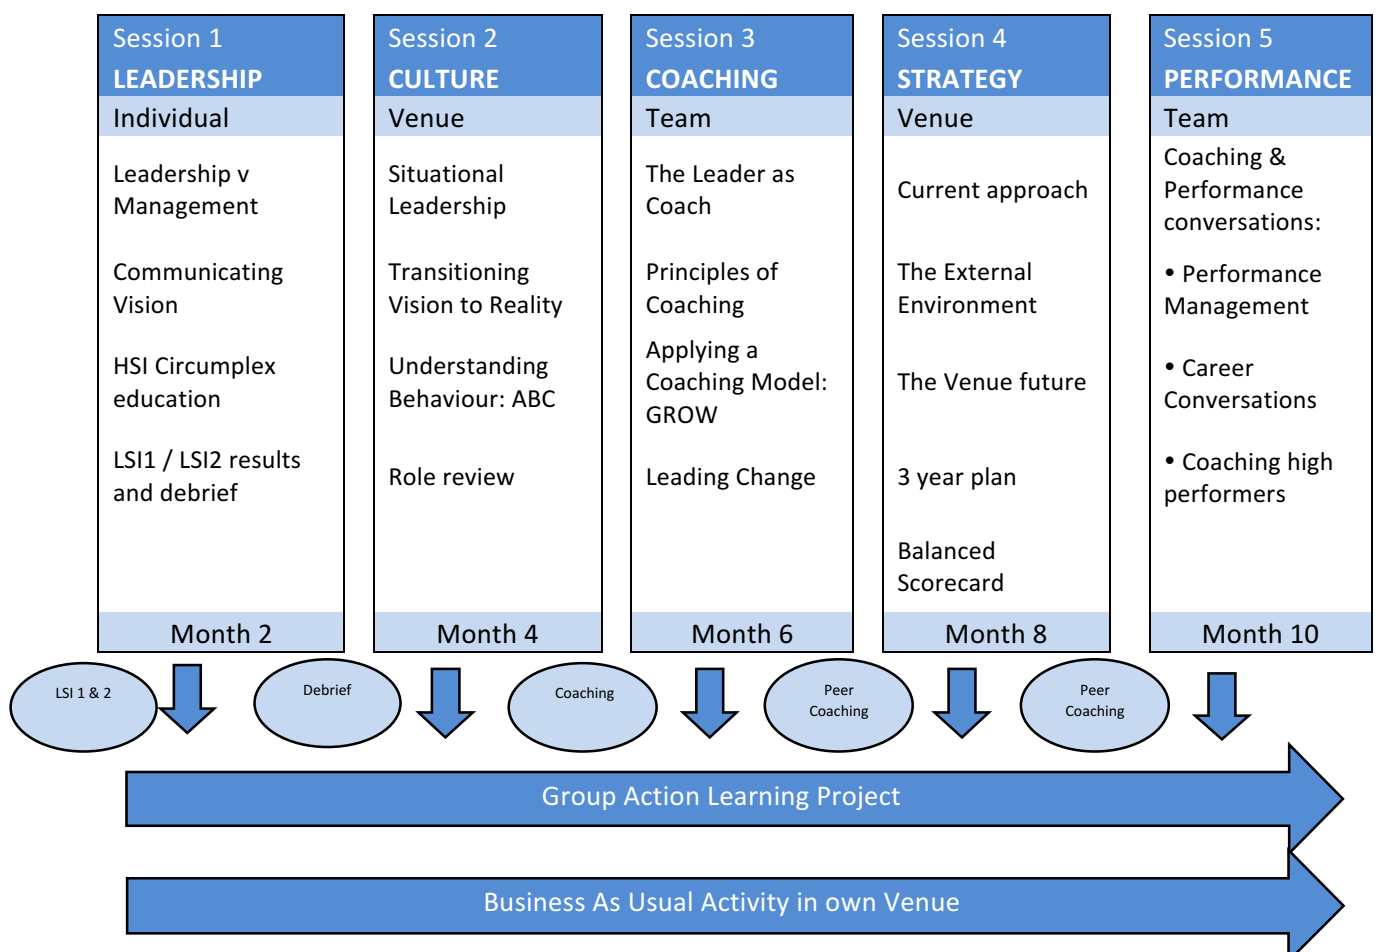 Session 1
LEADERSHIP
Individual
Leadership v
Management
Communicating
Vision
HSI Circumplex
education
LSI1 / LSI2 results
and debrief
Month 2
Session 2
CULTURE
Venue
Situational
Leadership
Transitioning
Vision to Reality
Understanding
Behaviour: ABC
Role review
Month 4
Session 3
COACHING
Team
The Leader as
Coach
Principles of
Coaching
Applying a
Coaching Model:
GROW
Leading Change
Month 6
Session 4
STRATEGY
Venue
Current approach
The External
Environment
The Venue future
3 year plan
Balanced
Scorecard
Month 8
Session 5
PERFORMANCE
Team
Coaching &
Performance
conversations:
• Performance
Management
• Career
Conversations
• Coaching high
performers
Month 10
LSI 1 & 2
Debrief
Coaching
Peer
Coaching
Peer
Coaching
Group Action Learning Project
Business As Usual Activity in own Venue